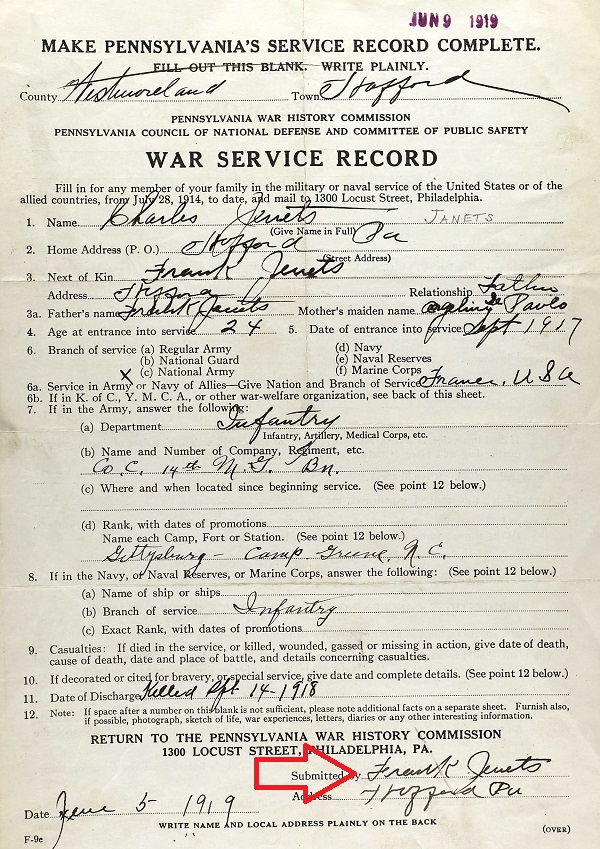 JUN 9 1919
MAKE PENNSYLVANIA'S SERVICE RECORD COMPLETE.
FILL OUT THIS BLANK. WRITE PLAINLY.
County Westmoreland Town Trafford
PENNSYLVANIA WAR HISTORY COMMISSION
PENNSYLVANIA COUNCIL OF NATIONAL DEFENSE AND COMMITTEE OF PUBLIC SAFETY
WAR SERVICE RECORD
Fill in for any member of your family in the military or naval service of the United States or of the
allied countries, from July 28, 1914, to date, and mail to 1300 Locust Street, Philadelphia.
1. Name Charles Jenets JANETS
(Give Name in Full)
2. Home Address (P. O.) Trafford Pa
(Street Address)
3. Next of Kin Frank Jenets
Address Relationship Father
3a. Father's name Frank Janets Mother's maiden name De Paulo
4. Age at entrance into service 24 5. Date of entrance into service Sept 1917
6. Branch of service (a) Regular Army (d) Navy
(b) National Guard (e) Naval Reserves
X (c) National Army (f) Marine Corps
6a. Service in Army or Navy of Allies—Give Nation and Branch of Service France, U S A
6b. If in K. of C., Y. M. C. A., or other war-welfare organization, see back of this sheet.
7. If in the Army, answer the following:
(a) Department Infantry
Infantry, Artillery, Medical Corps, etc.
(b) Name and Number of Company, Regiment, etc.
Co. C. 14th M. G. Bn.
(c) Where and when located since beginning service. (See point 12 below.)
(d) Rank, with dates of promotions
Name each Camp, Fort or Station. (See point 12 below.)
Gettysburg - Camp Greene, N. C.
8. If in the Navy, or Naval Reserves, or Marine Corps, answer the following: (See point 12 below.)
(a) Name of ship or ships
(b) Branch of service Infantry
(c) Exact Rank, with dates of promotions
9. Casualties: If died in the service, or killed, wounded, gassed or missing in action, give date of death,
cause of death, date and place of battle, and details concerning casualties.
10. If decorated or cited for bravery, or special service, give date and complete details. (See point 12 below.)
11. Date of Discharge Killed Spt. 14-1918
12. Note: If space after a number on this blank is not sufficient, please note additional facts on a separate sheet. Furnish also,
if possible, photograph, sketch of life, war experiences, letters, diaries or any other interesting information.
RETURN TO THE PENNSYLVANIA WAR HISTORY COMMISSION
1300 LOCUST STREET, PHILADELPHIA, PA.
Submitted by Frank Jenets
Address Trafford Pa
Date June 5 1919
WRITE NAME AND LOCAL ADDRESS PLAINLY ON THE BACK
F-9e (OVER)